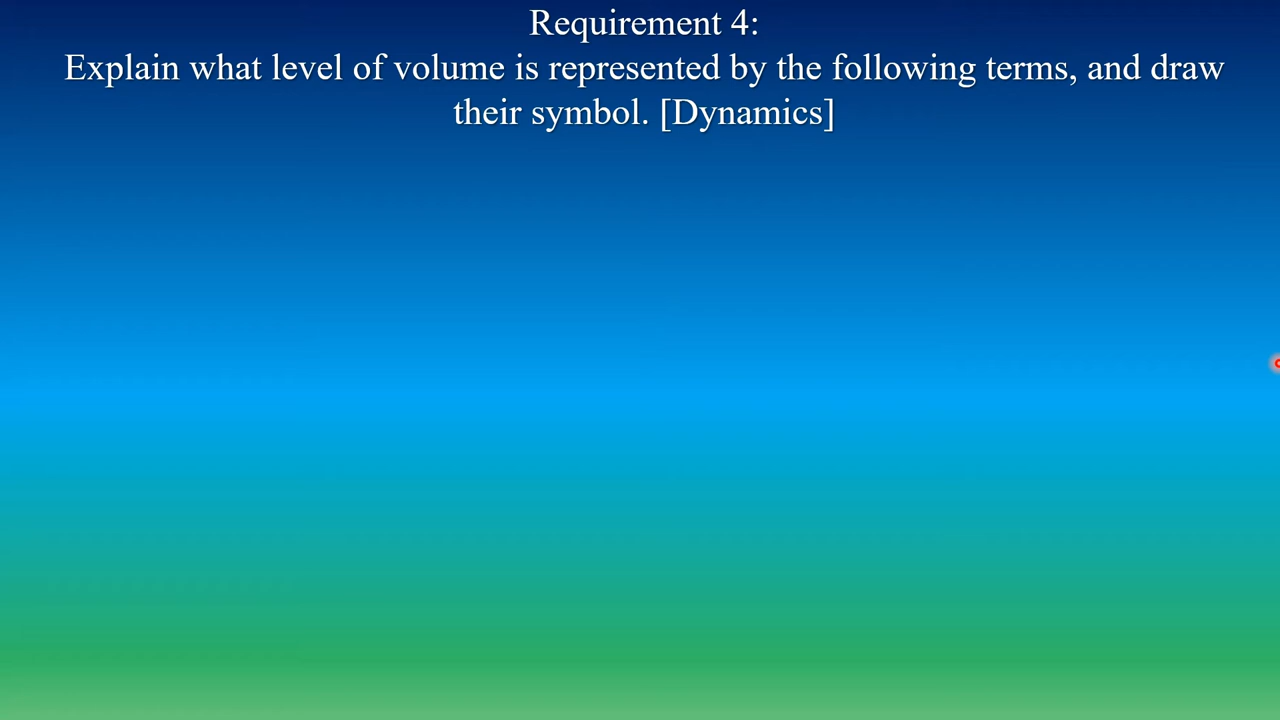 Requirement 4:
Explain what level of volume is represented by the following terms, and draw
their symbol. [Dynamics]